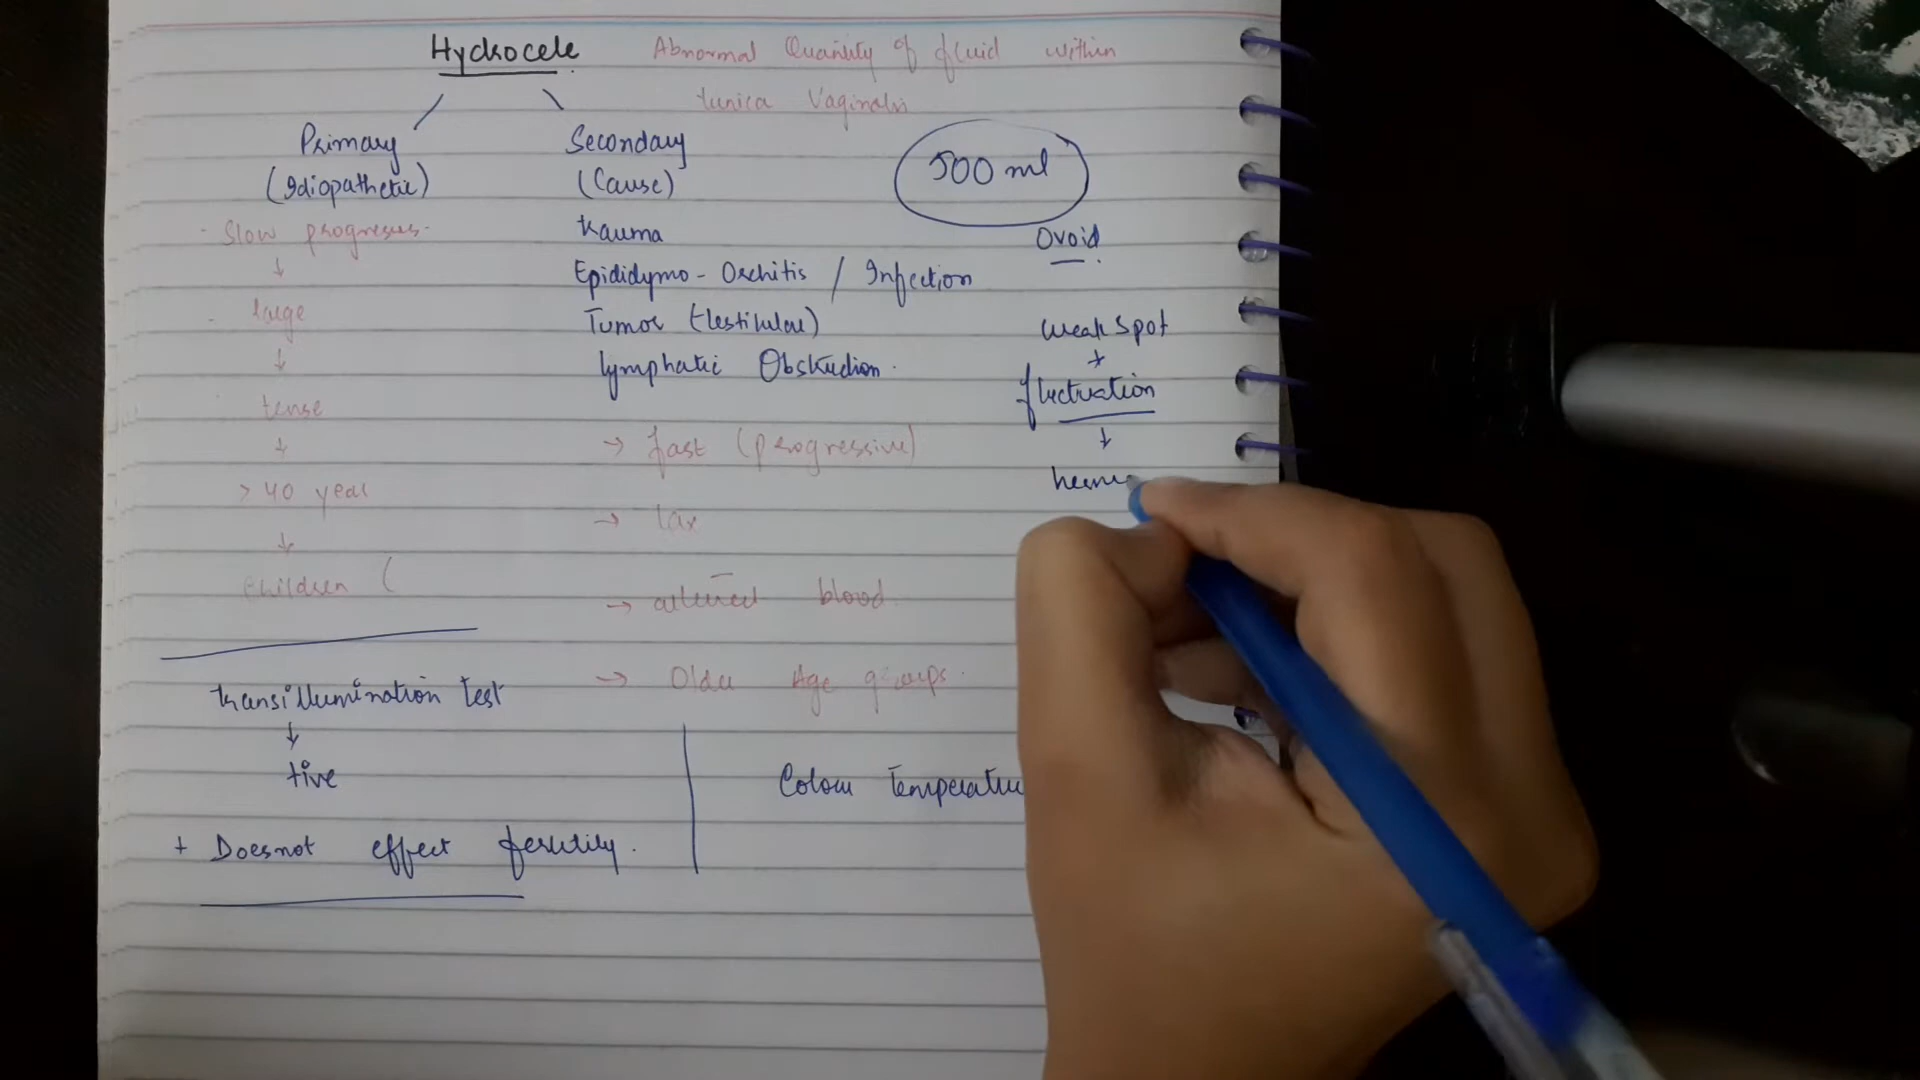 Hydrocele Abnormal Quantity of fluid within
tunica Vaginalis
Primary Secondary
(Idiopathetic) (Cause)
500 ml
Slow progresses.
trauma
Ovoid
Epididymo - Orchitis / Infection
large
Tumor (testicular)
weak spot
lymphatic Obstruction.
fluctuation
tense
→ fast (progressive)
> 40 year
→ lax
children (
→ altered blood.
→ Older Age groups.
transillumination test
+ive
Colour Temperature
+ Doesnot effect fertility.